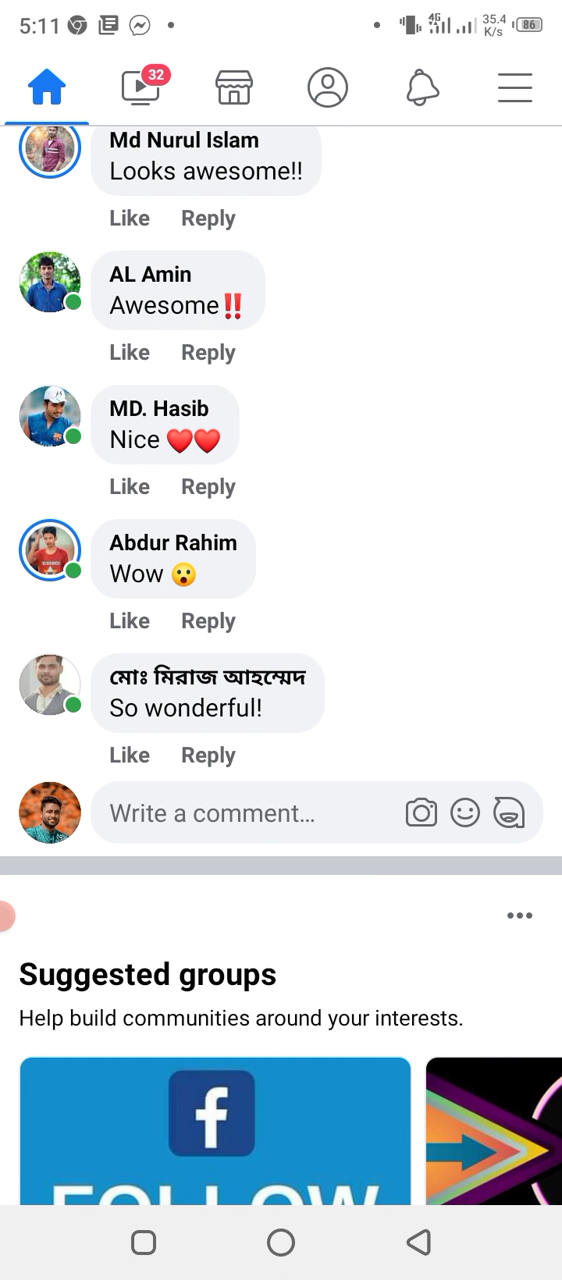 5:11
4G
35.4
K/s
86
32
Md Nurul Islam
Looks awesome!!
Like Reply
AL Amin
Awesome‼️
Like Reply
MD. Hasib
Nice ❤️❤️
Like Reply
Abdur Rahim
Wow 😮
Like Reply
মোঃ মিরাজ আহম্মেদ
So wonderful!
Like Reply
Write a comment...
Suggested groups
Help build communities around your interests.
f
FOLLOW